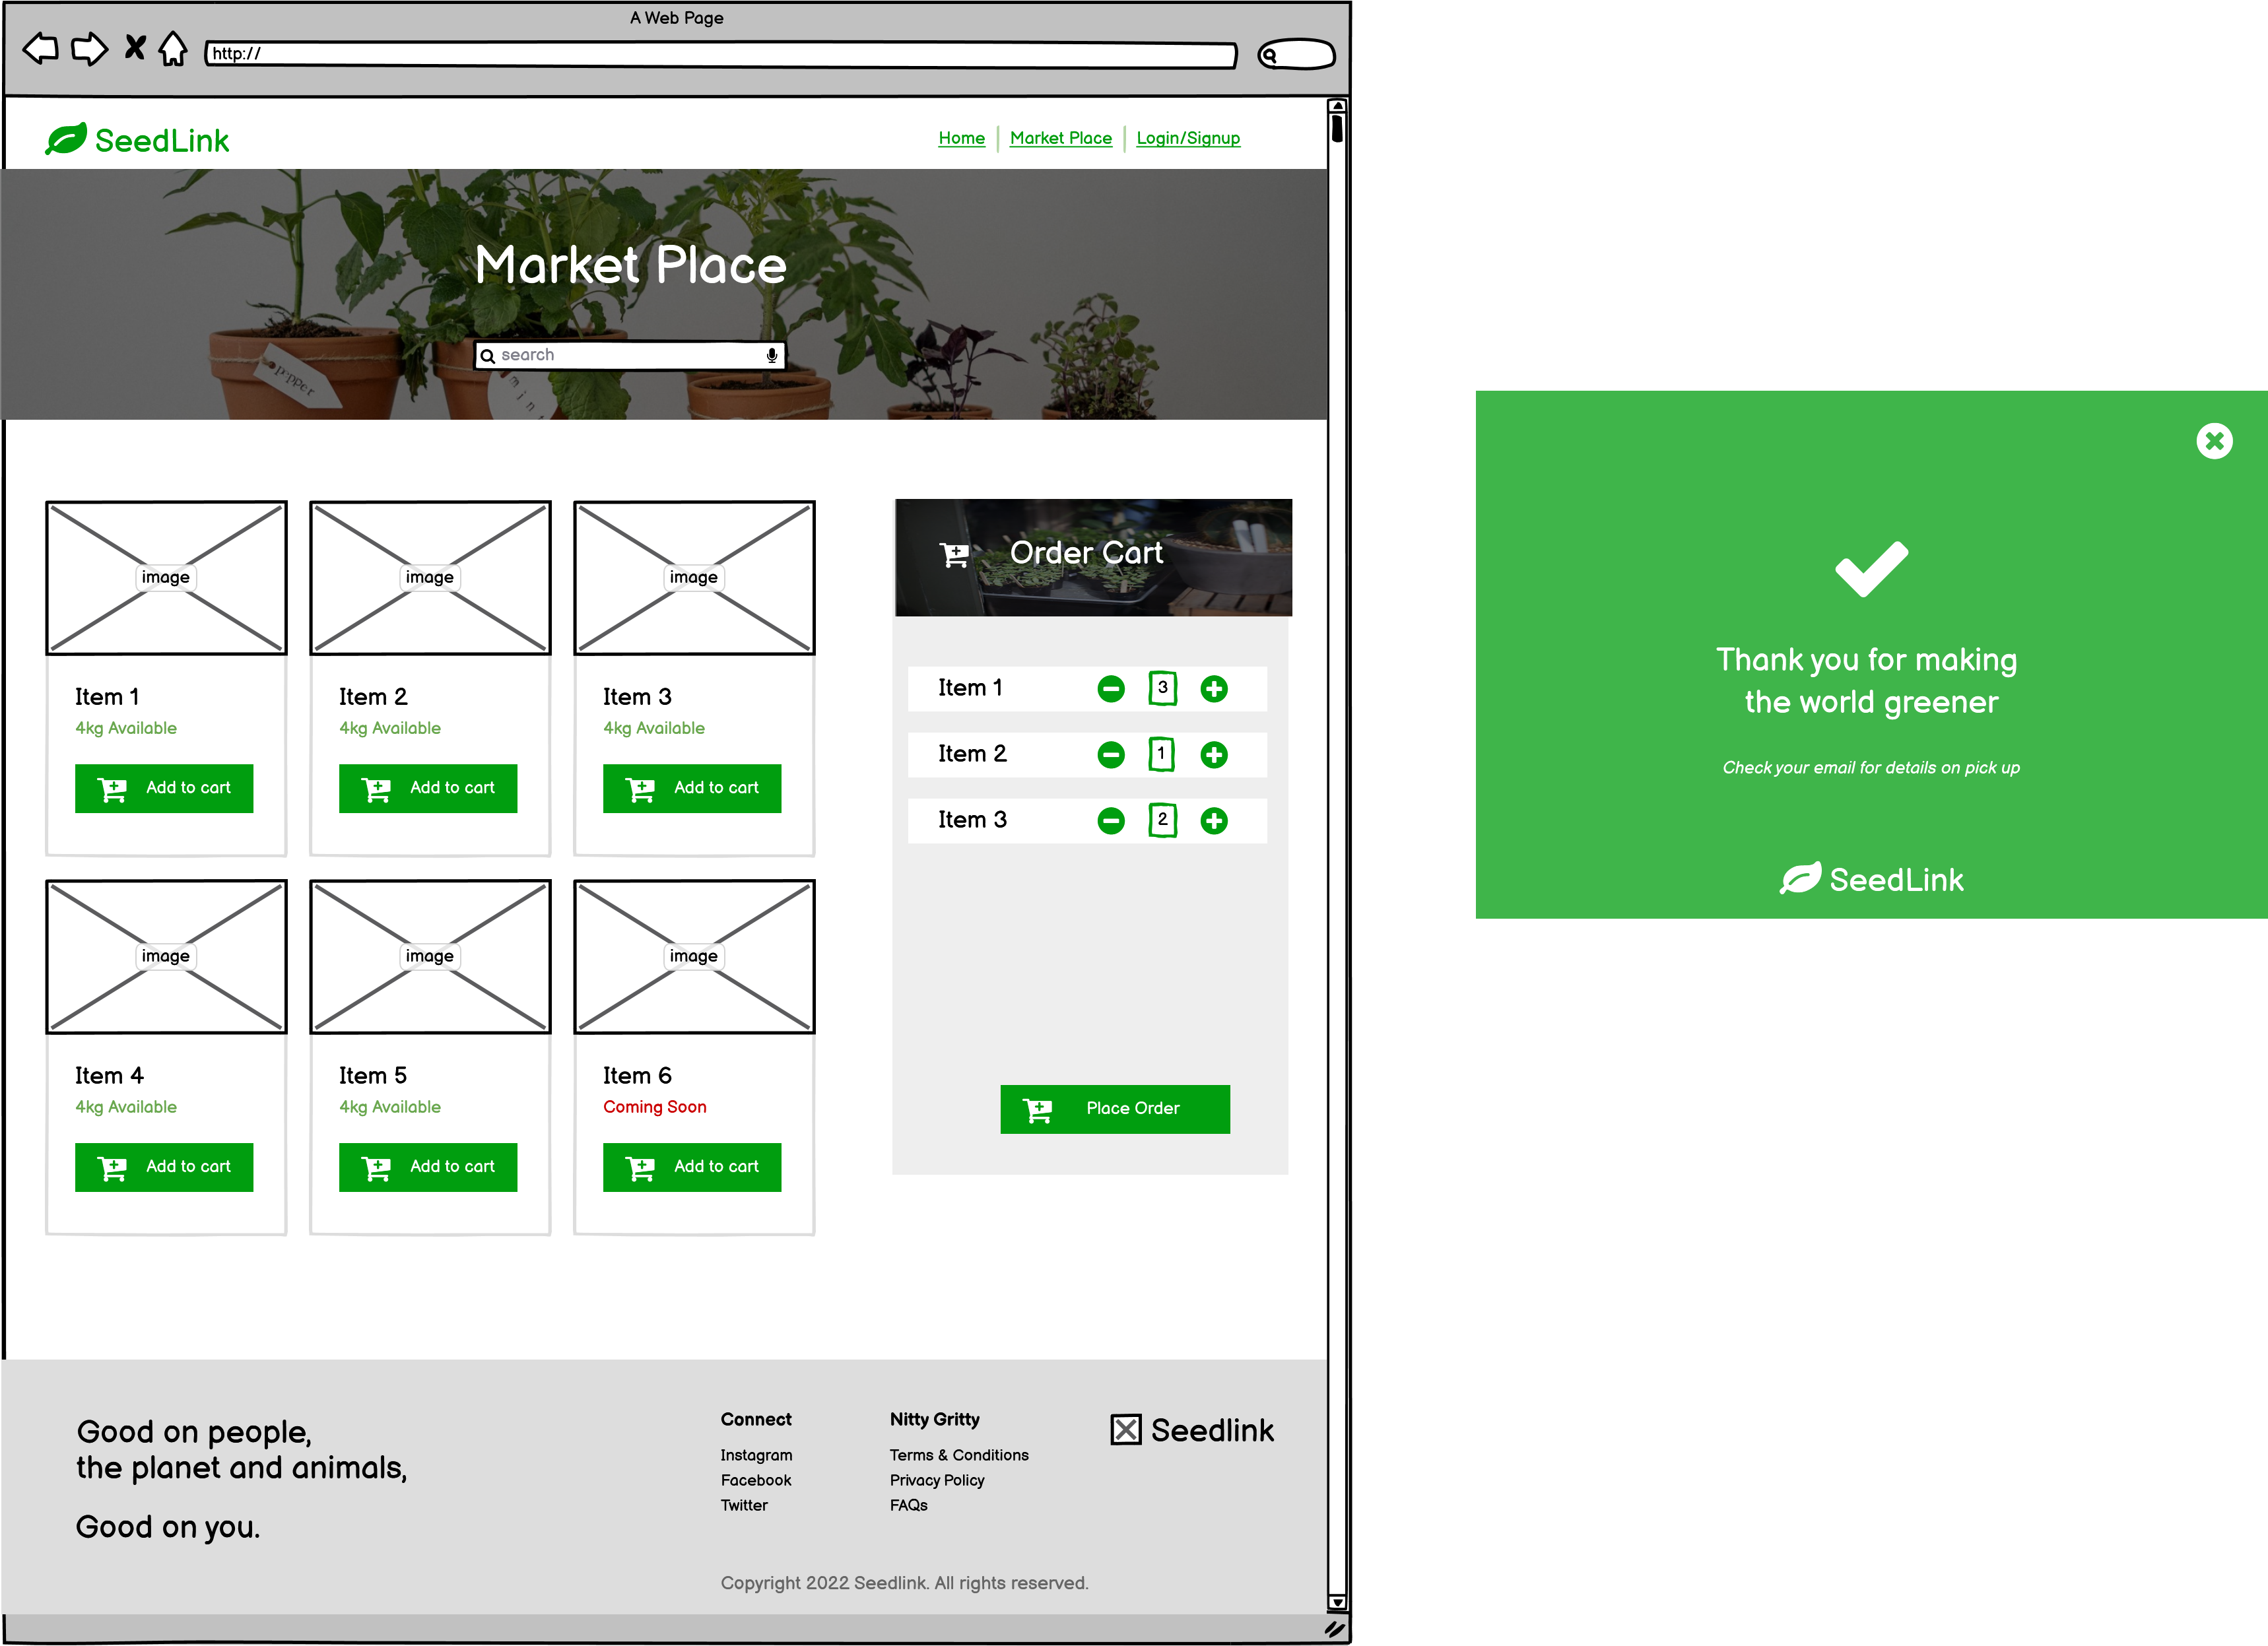 A Web Page
http://
SeedLink
Home
Market Place
Login/Signup
Market Place
search
pepper
mint
image
image
image
Item 1
4kg Available
Add to cart
Item 2
4kg Available
Add to cart
Item 3
4kg Available
Add to cart
image
image
image
Item 4
4kg Available
Add to cart
Item 5
4kg Available
Add to cart
Item 6
Coming Soon
Add to cart
Order Cart
Item 1
3
Item 2
1
Item 3
2
Place Order
Good on people,
the planet and animals,
Good on you.
Connect
Instagram
Facebook
Twitter
Nitty Gritty
Terms & Conditions
Privacy Policy
FAQs
Seedlink
Copyright 2022 Seedlink. All rights reserved.
Thank you for making
the world greener
Check your email for details on pick up
SeedLink